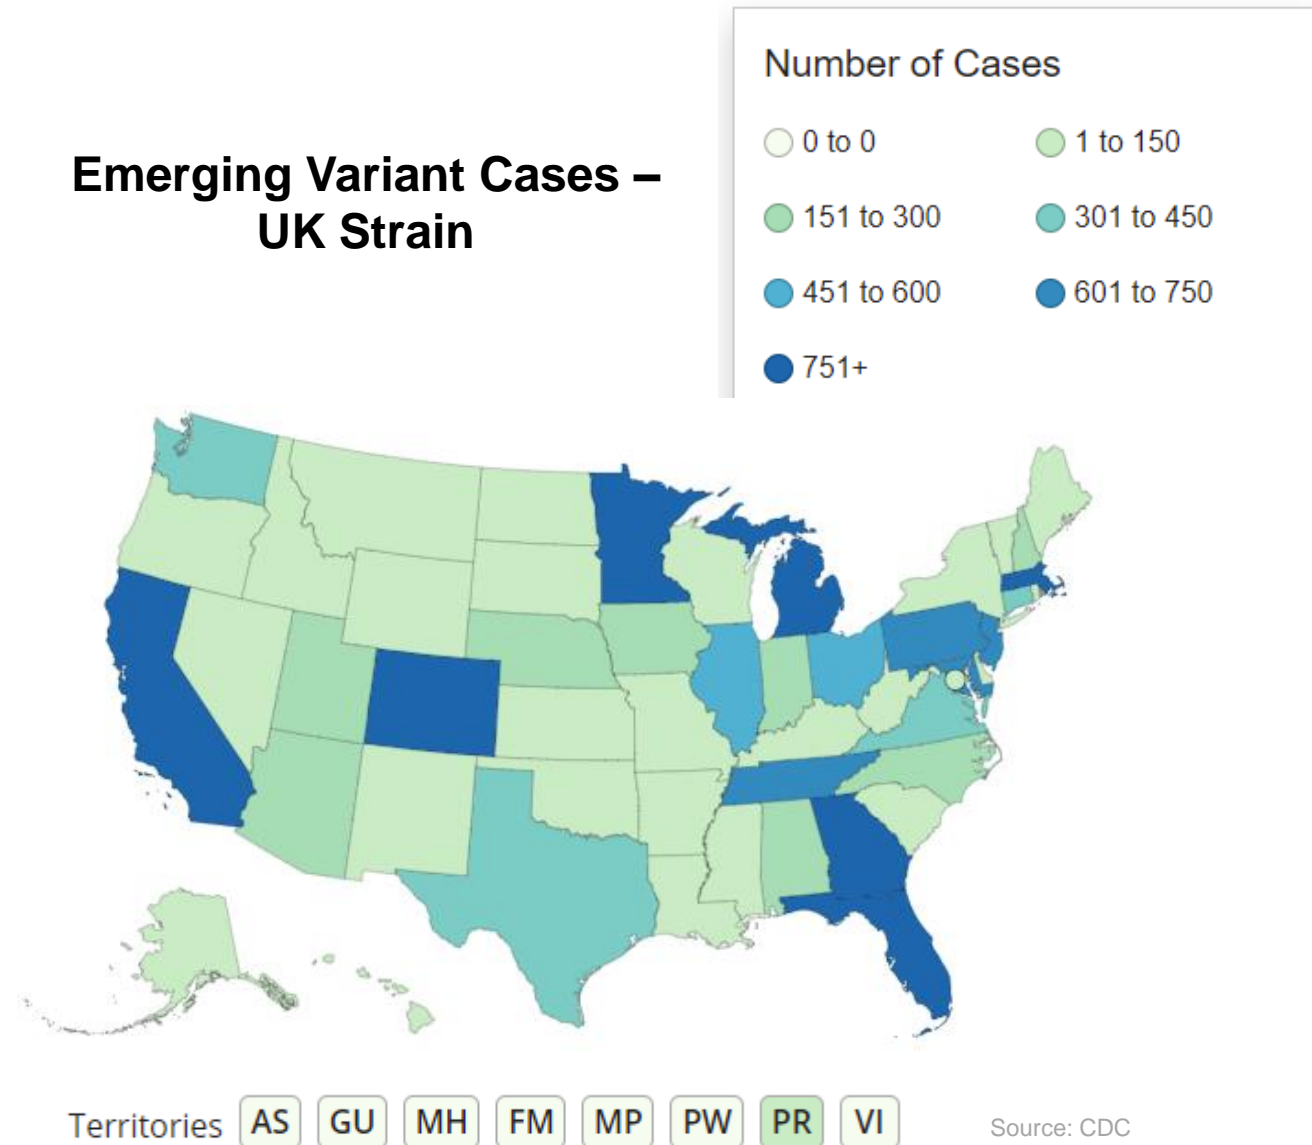 Number of Cases
0 to 0
1 to 150
Emerging Variant Cases –
151 to 300
301 to 450
UK Strain
451 to 600
601 to 750
751+
Territories AS GU MH FM MP PW PR VI
Source: CDC